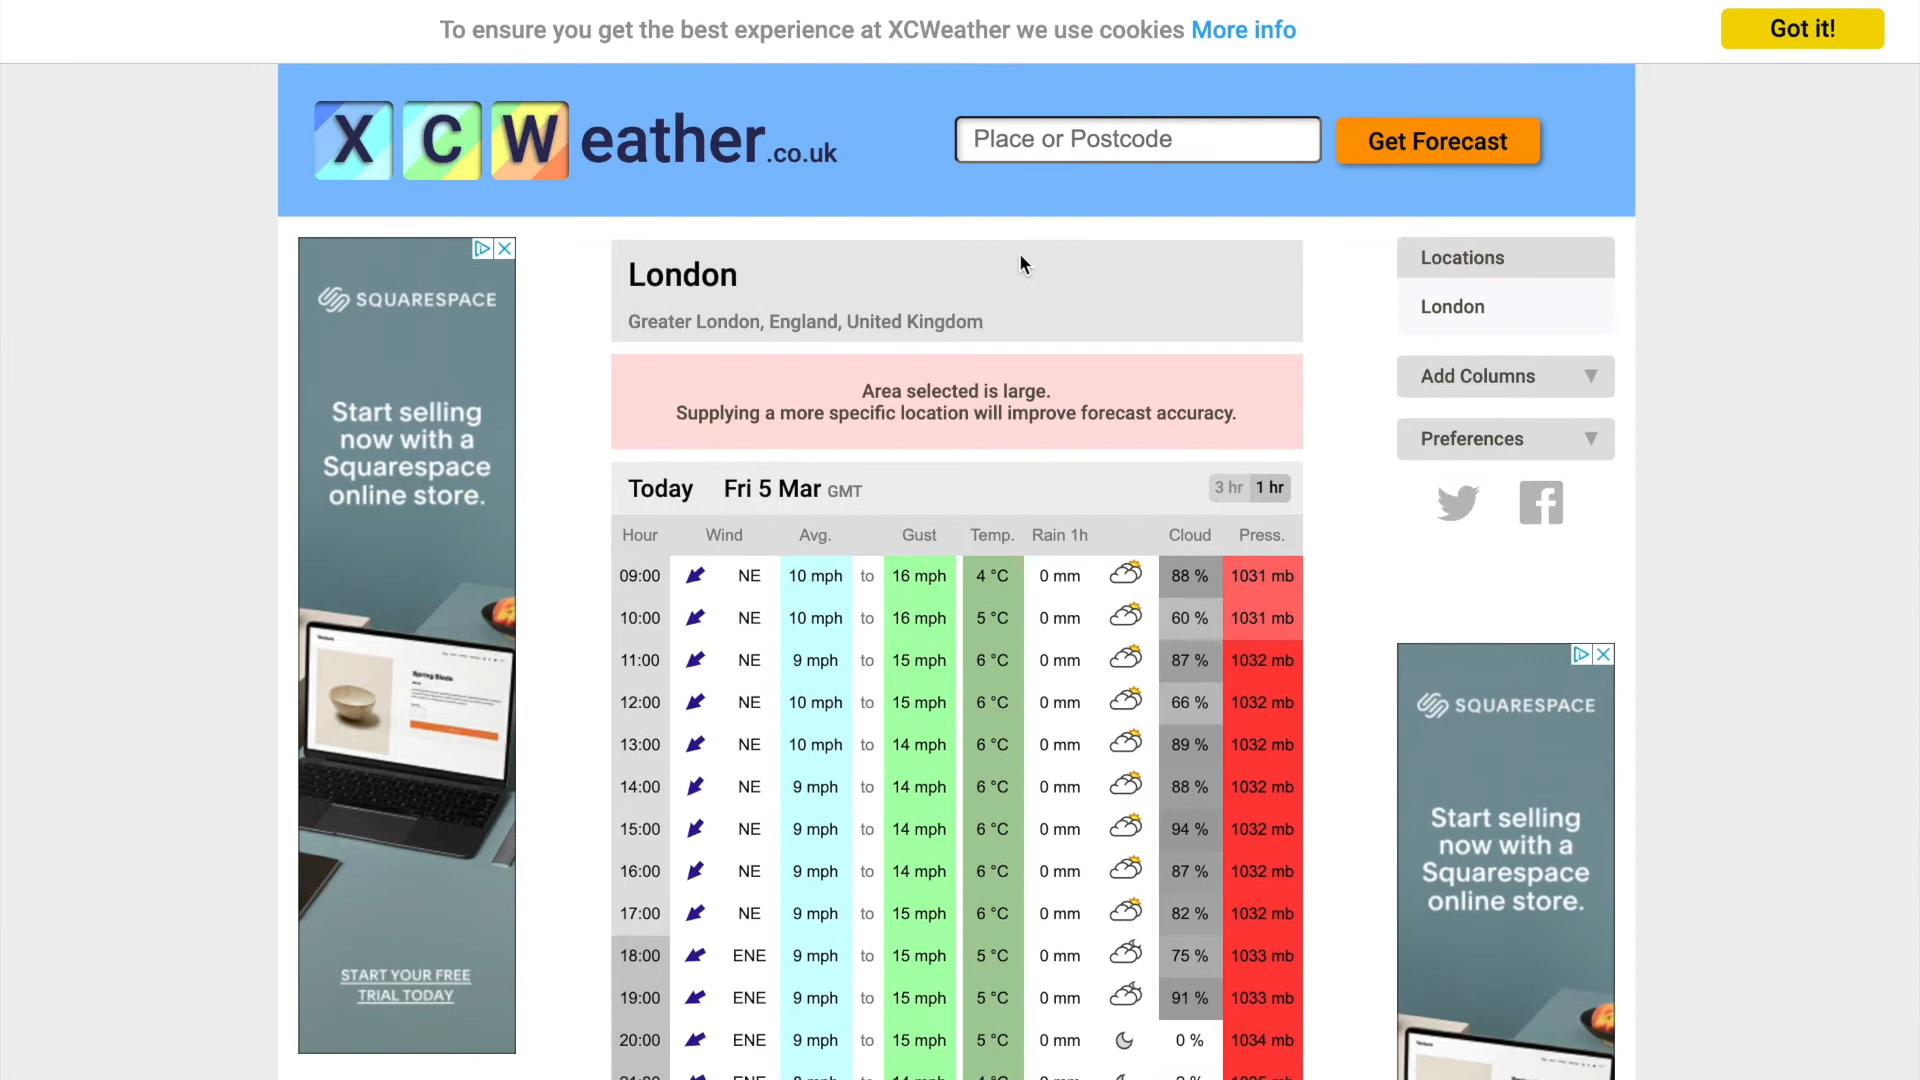 To ensure you get the best experience at XCWeather we use cookies More info
Got it!
XCWeather.co.uk
Place or Postcode
Get Forecast
SQUARESPACE
Start selling
now with a
Squarespace
online store.
START YOUR FREE
TRIAL TODAY
London
Greater London, England, United Kingdom
Area selected is large.
Supplying a more specific location will improve forecast accuracy.
Today Fri 5 Mar GMT 3 hr 1 hr
Hour Wind Avg. Gust Temp. Rain 1h Cloud Press.
09:00 NE 10 mph to 16 mph 4 °C 0 mm 88 % 1031 mb
10:00 NE 10 mph to 16 mph 5 °C 0 mm 60 % 1031 mb
11:00 NE 9 mph to 15 mph 6 °C 0 mm 87 % 1032 mb
12:00 NE 10 mph to 15 mph 6 °C 0 mm 66 % 1032 mb
13:00 NE 10 mph to 14 mph 6 °C 0 mm 89 % 1032 mb
14:00 NE 9 mph to 14 mph 6 °C 0 mm 88 % 1032 mb
15:00 NE 9 mph to 14 mph 6 °C 0 mm 94 % 1032 mb
16:00 NE 9 mph to 14 mph 6 °C 0 mm 87 % 1032 mb
17:00 NE 9 mph to 15 mph 6 °C 0 mm 82 % 1032 mb
18:00 ENE 9 mph to 15 mph 5 °C 0 mm 75 % 1033 mb
19:00 ENE 9 mph to 15 mph 5 °C 0 mm 91 % 1033 mb
20:00 ENE 9 mph to 15 mph 5 °C 0 mm 0 % 1034 mb
Locations
London
Add Columns
Preferences
SQUARESPACE
Start selling
now with a
Squarespace
online store.